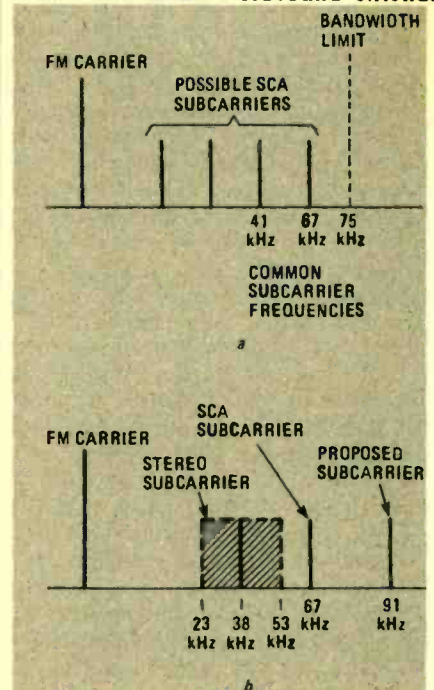 BANDWIDTH
LIMIT
FM CARRIER
POSSIBLE SCA
SUBCARRIERS
41 67 75
kHz kHz kHz
COMMON
SUBCARRIER
FREQUENCIES
a
SCA
SUBCARRIER
FM CARRIER
STEREO
SUBCARRIER
PROPOSED
SUBCARRIER
23 38 53 67 91
kHz kHz kHz kHz kHz
b